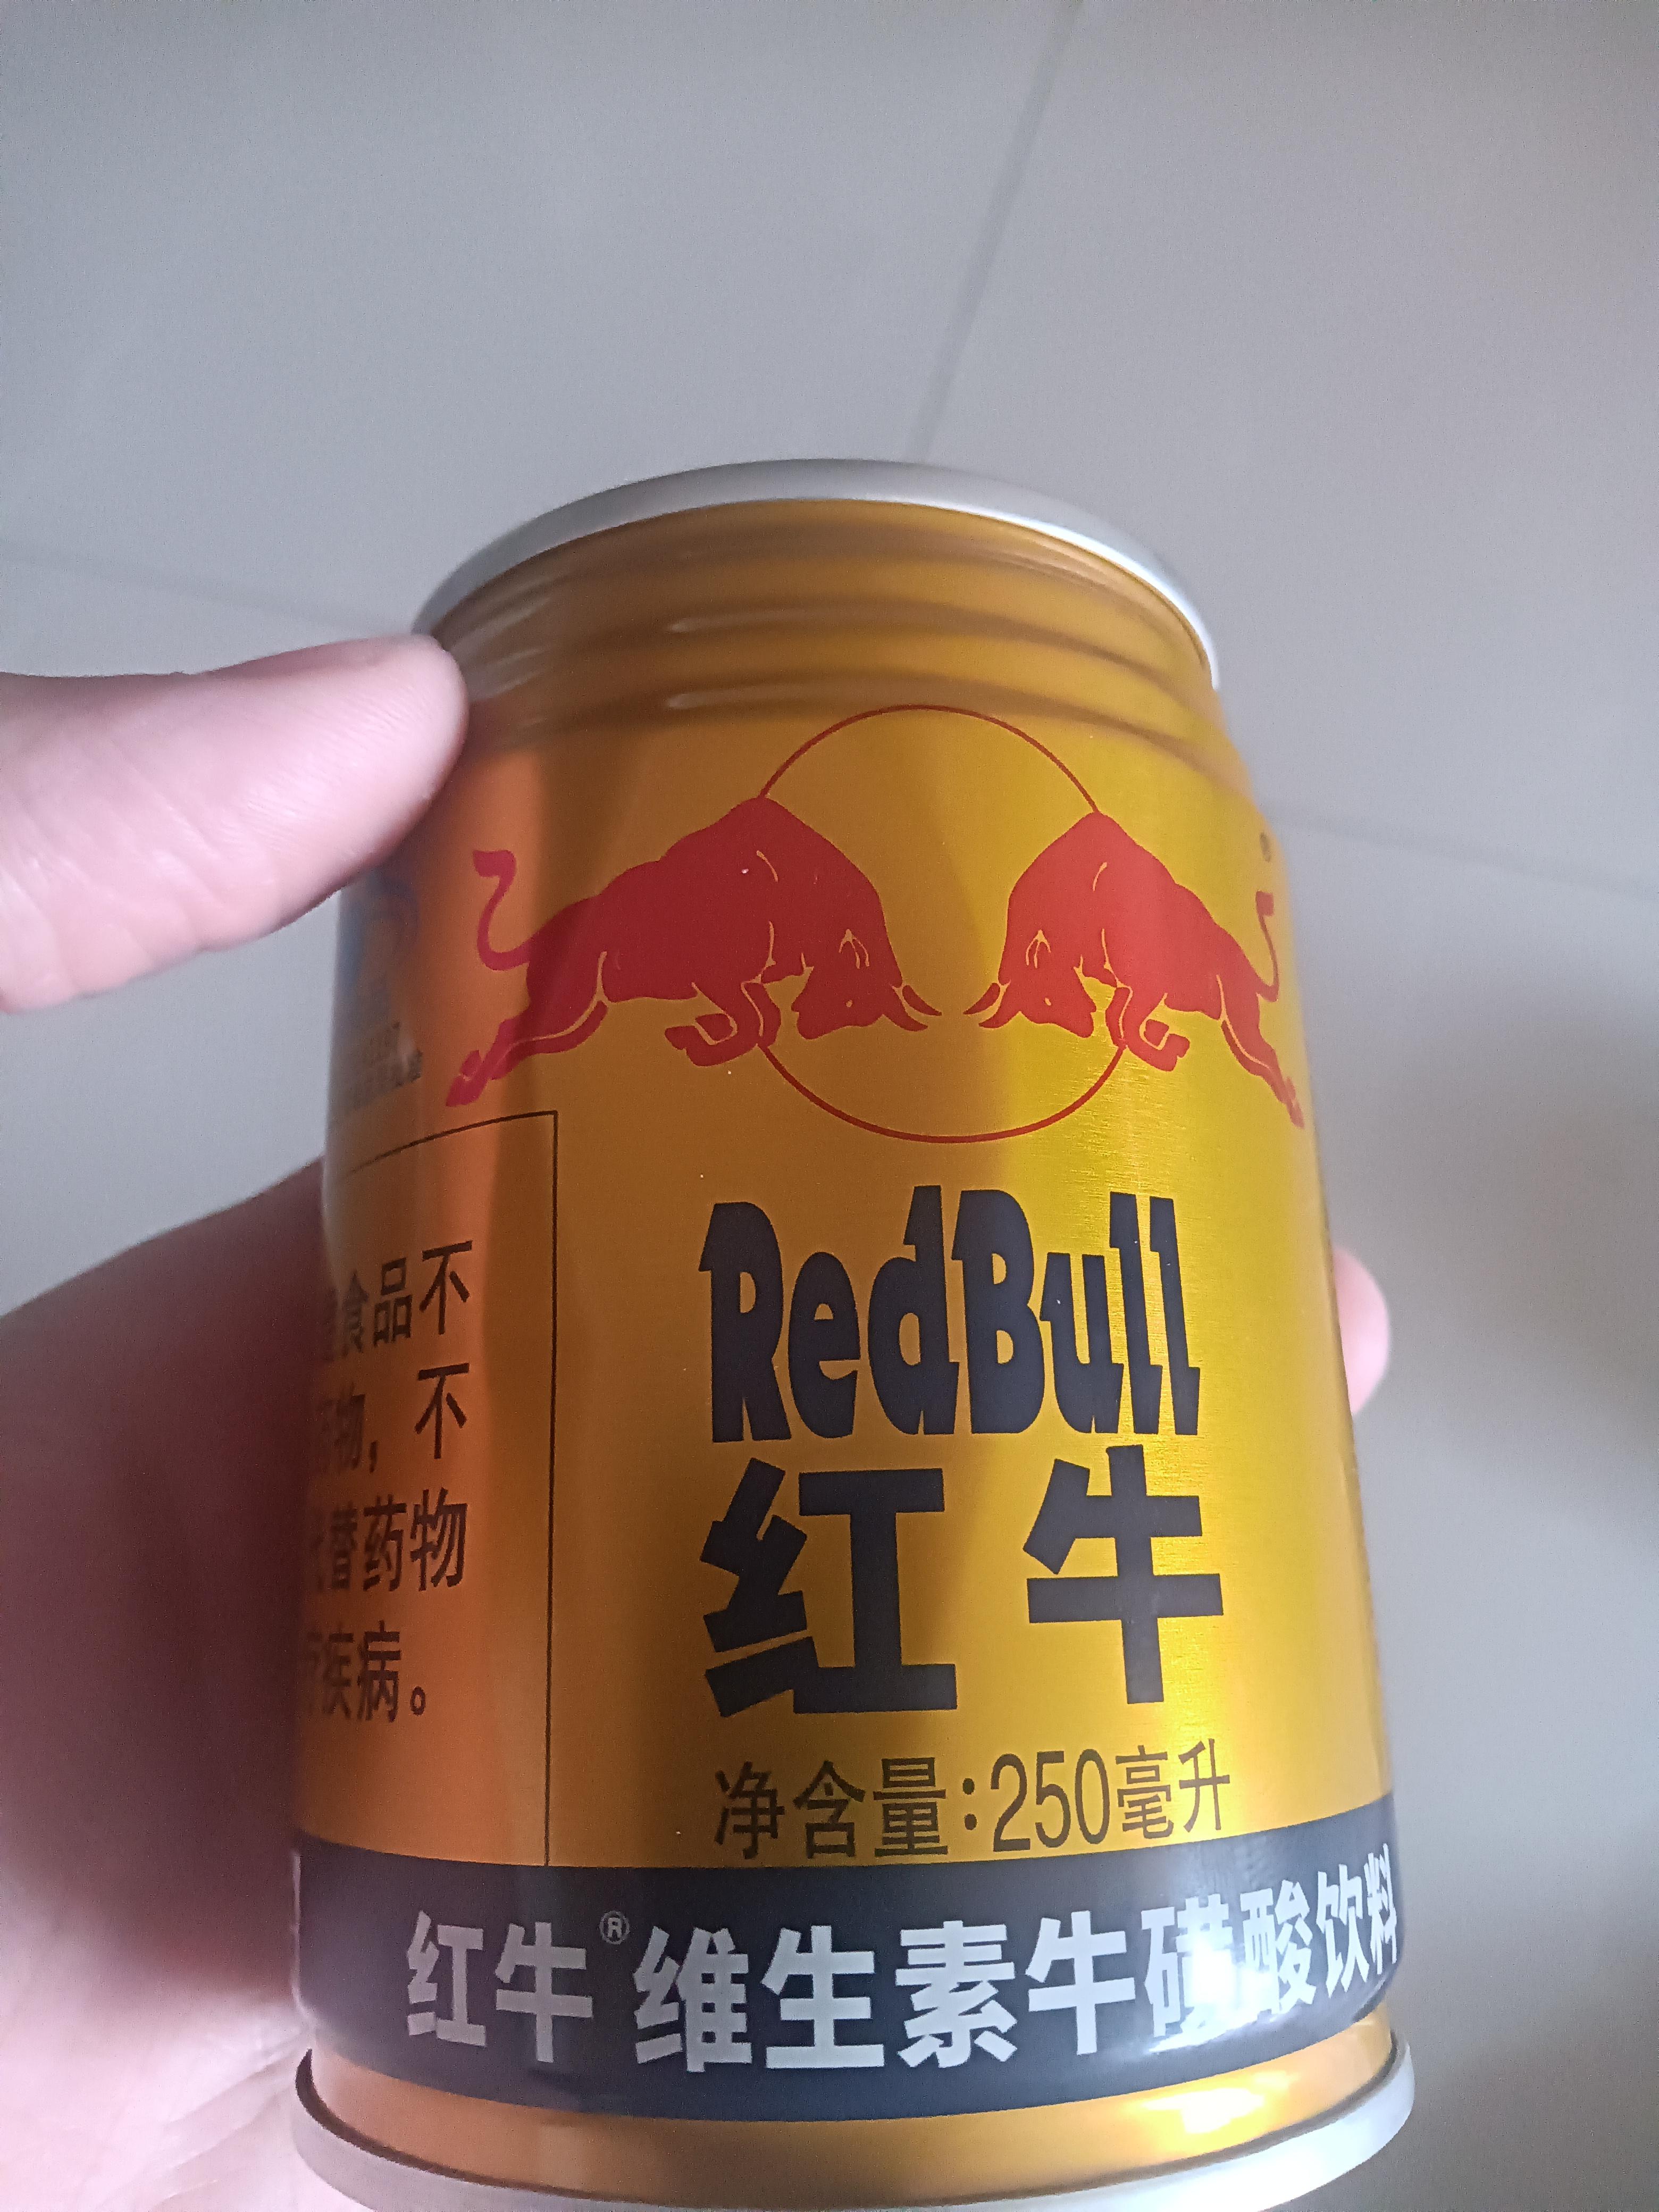 RedBull
红牛
净含量:250毫升
红牛®维生素牛磺酸饮料
食品不
药物,不
替药物
疾病。